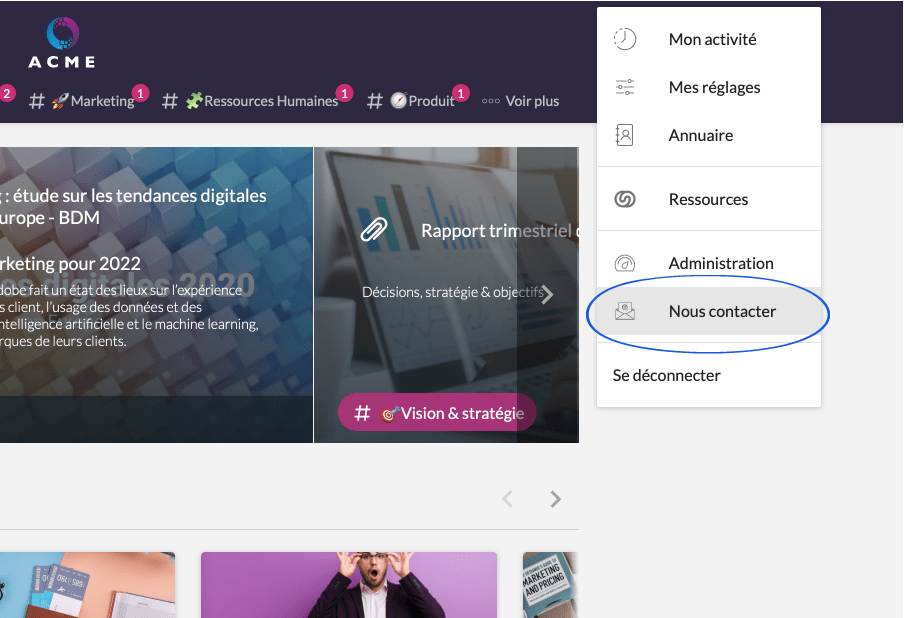 ACME
2
# 🚀 Marketing 1
# 🧩 Ressources Humaines 1
# 🧭 Produit 1
Voir plus
: étude sur les tendances digitales
urope - BDM
rketing pour 2022
dobe fait un état des lieux sur l'expérience
s client, l'usage des données et des
ntelligence artificielle et le machine learning,
rques de leurs clients.
digitales 2020
Rapport trimestriel
Décisions, stratégie & objectifs
# 🎯 Vision & stratégie
Mon activité
Mes réglages
Annuaire
Ressources
Administration
Nous contacter
Se déconnecter
MARKETING
AND PRICING